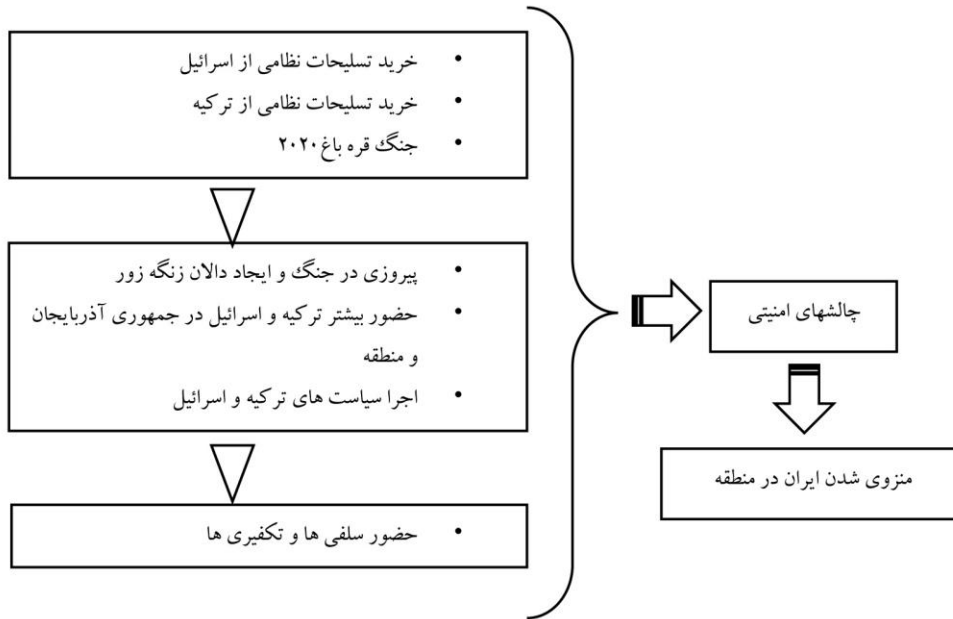 • خرید تسلیحات نظامی از اسرائیل
• خرید تسلیحات نظامی از ترکیه
• جنگ قره باغ ۲۰۲۰
• پیروزی در جنگ و ایجاد دالان زنگه زور
• حضور بیشتر ترکیه و اسرائیل در جمهوری آذربایجان
و منطقه
• اجرا سیاست های ترکیه و اسرائیل
• حضور سلفی ها و تکفیری ها
چالشهای امنیتی
منزوی شدن ایران در منطقه